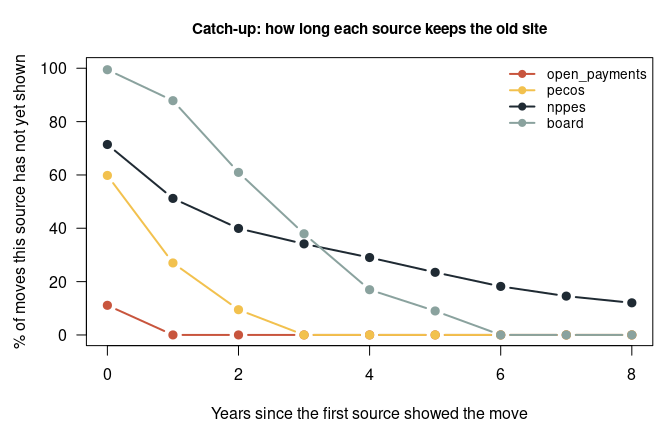 Catch-up: how long each source keeps the old site
% of moves this source has not yet shown
100
80
60
40
20
0
open_payments
pecos
nppes
board
0 2 4 6 8
Years since the first source showed the move